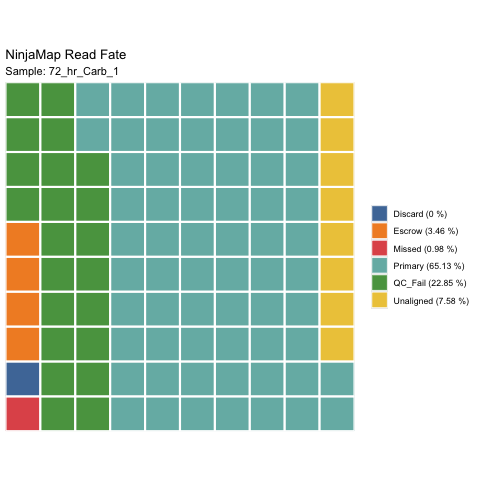 NinjaMap Read Fate
Sample: 72_hr_Carb_1
Discard (0 %)
Escrow (3.46 %)
Missed (0.98 %)
Primary (65.13 %)
QC_Fail (22.85 %)
Unaligned (7.58 %)